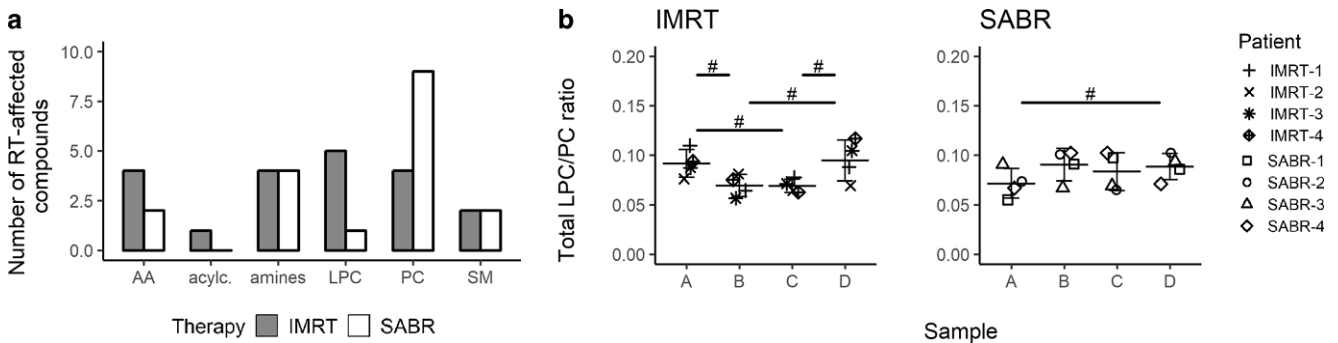 a
Number of RT-affected
compounds
10.0
7.5
5.0
2.5
0.0
AA acylc. amines LPC PC SM
Therapy IMRT SABR
b
IMRT
Total LPC/PC ratio
0.20
0.15
0.10
0.05
0.00
#
#
#
#
A B C D
SABR
0.20
0.15
0.10
0.05
0.00
#
A B C D
Sample
Patient
IMRT-1
IMRT-2
IMRT-3
IMRT-4
SABR-1
SABR-2
SABR-3
SABR-4